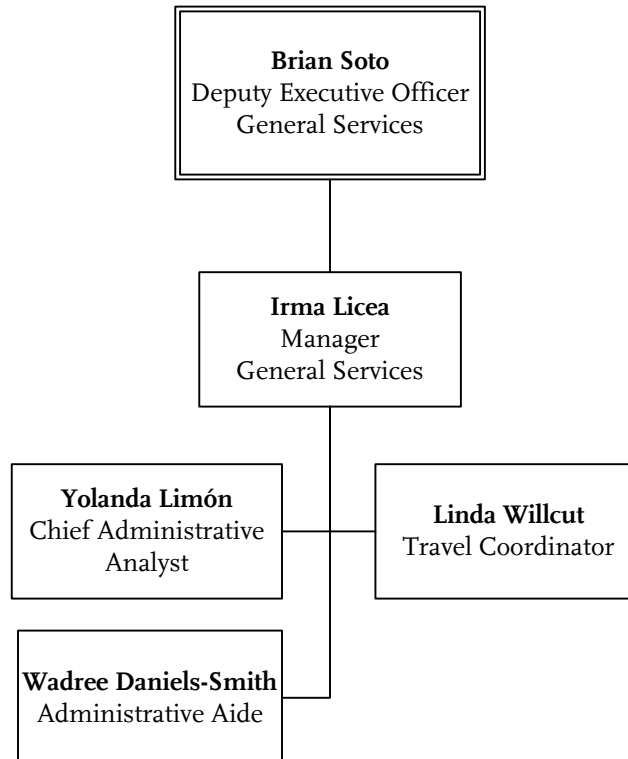 Brian Soto
Deputy Executive Officer
General Services
Irma Licea
Manager
General Services
Yolanda Limón
Chief Administrative
Analyst
Linda Willcut
Travel Coordinator
Wadree Daniels-Smith
Administrative Aide